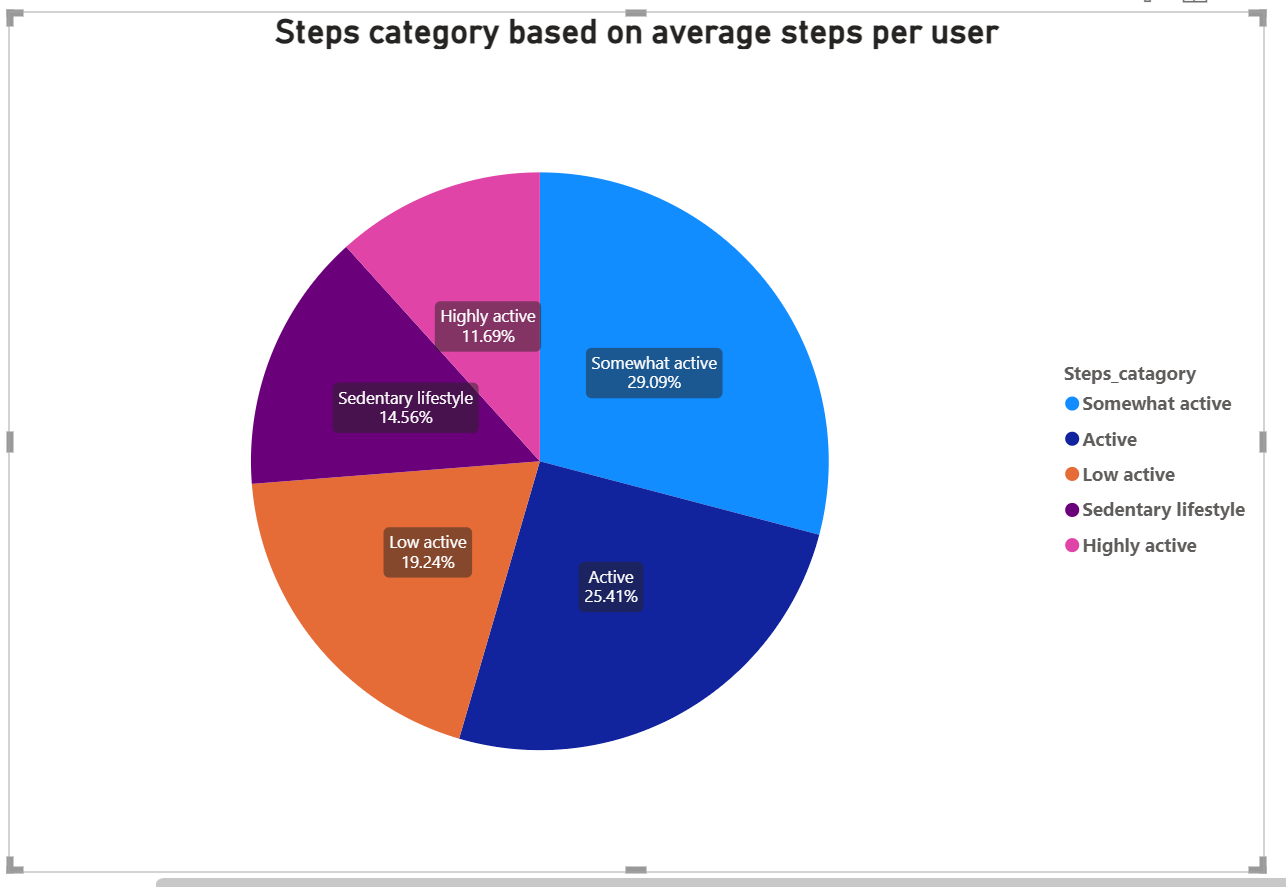 Steps category based on average steps per user
Highly active
11.69%
Somewhat active
29.09%
Sedentary lifestyle
14.56%
Low active
19.24%
Active
25.41%
Steps_catagory
Somewhat active
Active
Low active
Sedentary lifestyle
Highly active